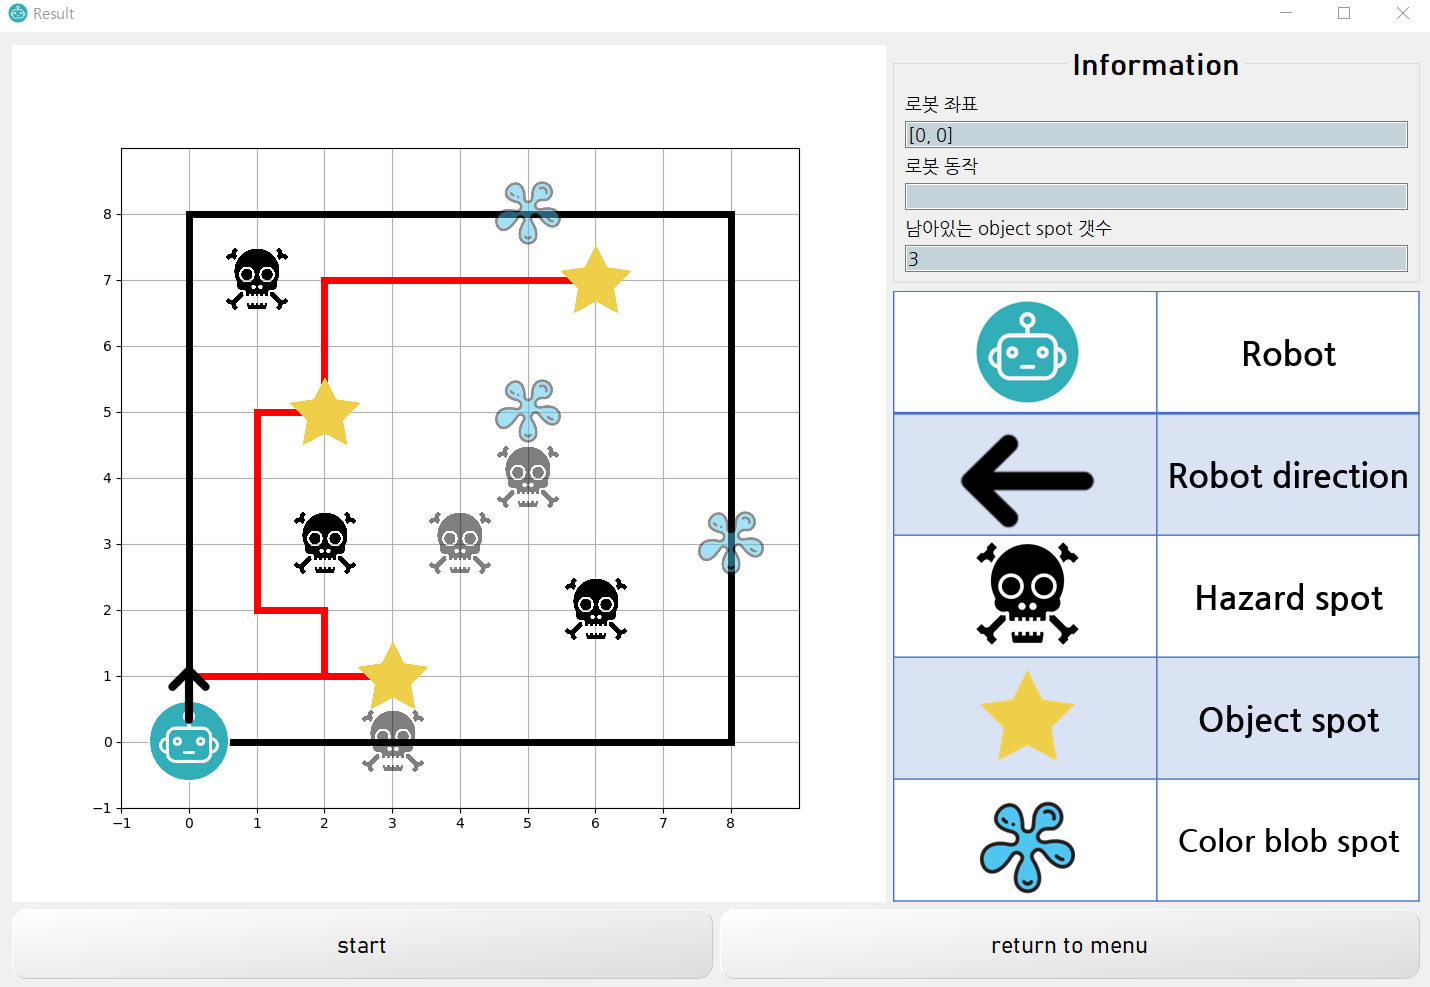 Result
Information
로봇 좌표
[0, 0]
로봇 동작
남아있는 object spot 갯수
3
8
7
6
5
4
3
2
1
0
−1
−1 0 1 2 3 4 5 6 7 8
Robot
Robot direction
Hazard spot
Object spot
Color blob spot
start
return to menu